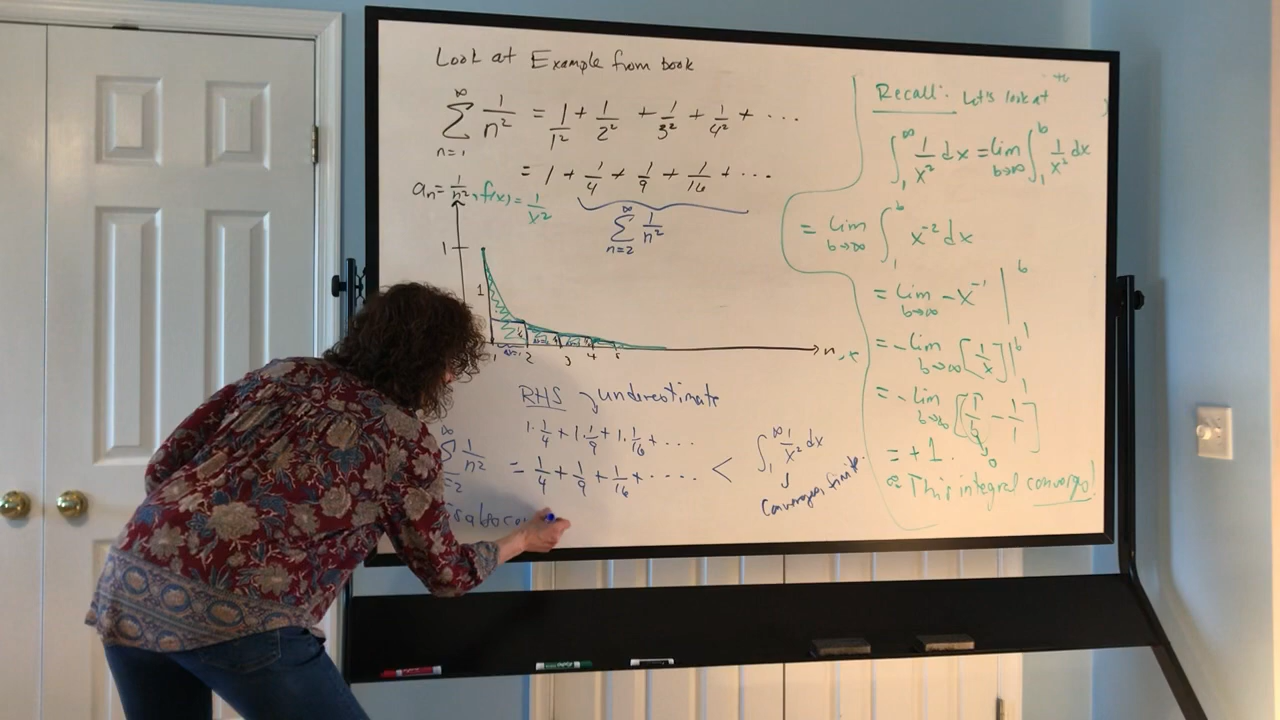 Look at Example from book
∞ ∑ n=1 1/n² = 1/1² + 1/2² + 1/3² + 1/4² + ...
= 1 + 1/4 + 1/9 + 1/16 + ...
∞ ∑ n=2 1/n²
aₙ = 1/n², f(x) = 1/x²
1
1
1 2 3 4 5
n, x
RHS underestimate
1·1/4 + 1·1/9 + 1·1/16 + ...
∞ ∑ =2 1/n² = 1/4 + 1/9 + 1/16 + .... < ∫₁^∞ 1/x² dx
converges, finite.
is also co
Recall: Let's look at
∫₁^∞ 1/x² dx = lim b→∞ ∫₁^b 1/x² dx
= lim b→∞ ∫₁^b x⁻² dx
= lim b→∞ -x⁻¹ |^b
= - lim b→∞ [1/x] |₁^b
= - lim b→∞ [1/b - 1/1]
0
= +1.
∴ This integral converges!